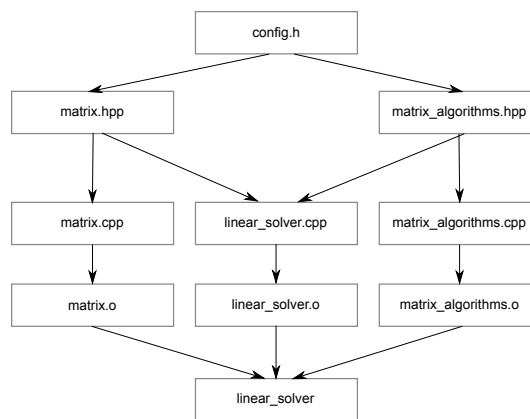 config.h
matrix.hpp
matrix_algorithms.hpp
matrix.cpp
linear_solver.cpp
matrix_algorithms.cpp
matrix.o
linear_solver.o
matrix_algorithms.o
linear_solver